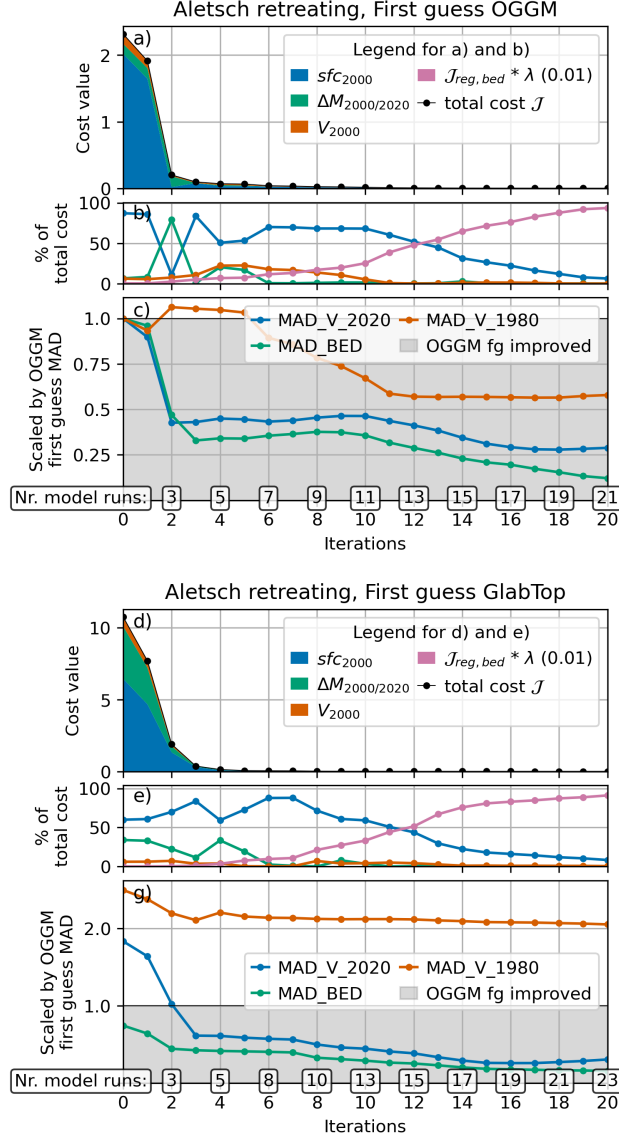 Aletsch retreating, First guess OGGM
a)
Legend for a) and b)
sfc₂₀₀₀
ΔM₂₀₀₀/₂₀₂₀
V₂₀₀₀
𝒥reg,bed * λ (0.01)
total cost 𝒥
Cost value
2
1
0
b)
% of
total cost
100
50
0
c)
MAD_V_2020
MAD_BED
MAD_V_1980
OGGM fg improved
Scaled by OGGM
first guess MAD
1.0
0.75
0.5
0.25
Nr. model runs: 3 5 7 9 11 13 15 17 19 21
0 2 4 6 8 10 12 14 16 18 20
Iterations
Aletsch retreating, First guess GlabTop
d)
Legend for d) and e)
sfc₂₀₀₀
ΔM₂₀₀₀/₂₀₂₀
V₂₀₀₀
𝒥reg,bed * λ (0.01)
total cost 𝒥
Cost value
10
5
0
e)
% of
total cost
100
50
0
g)
MAD_V_2020
MAD_BED
MAD_V_1980
OGGM fg improved
Scaled by OGGM
first guess MAD
2.0
1.0
Nr. model runs: 3 5 8 10 13 15 17 19 21 23
0 2 4 6 8 10 12 14 16 18 20
Iterations